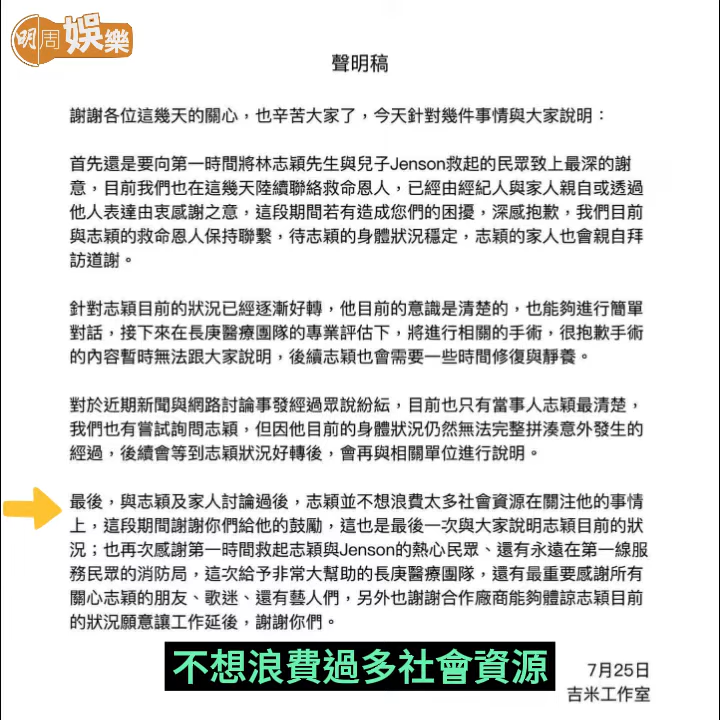 明周娛樂
聲明稿
謝謝各位這幾天的關心，也辛苦大家了，今天針對幾件事情與大家說明：
首先還是要向第一時間將林志穎先生與兒子Jenson救起的民眾致上最深的謝
意，目前我們也在這幾天陸續聯絡救命恩人，已經由經紀人與家人親自或透過
他人表達由衷感謝之意，這段期間若有造成您們的困擾，深感抱歉，我們目前
與志穎的救命恩人保持聯繫，待志穎的身體狀況穩定，志穎的家人也會親自拜
訪道謝。
針對志穎目前的狀況已經逐漸好轉，他目前的意識是清楚的，也能夠進行簡單
對話，接下來在長庚醫療團隊的專業評估下，將進行相關的手術，很抱歉手術
的內容暫時無法跟大家說明，後續志穎也會需要一些時間修復與靜養。
對於近期新聞與網路討論事發經過眾說紛紜，目前也只有當事人志穎最清楚，
我們也有嘗試詢問志穎，但因他目前的身體狀況仍然無法完整拼湊意外發生的
經過，後續會等到志穎狀況好轉後，會再與相關單位進行說明。
最後，與志穎及家人討論過後，志穎並不想浪費太多社會資源在關注他的事情
上，這段期間謝謝你們給他的鼓勵，這也是最後一次與大家說明志穎目前的狀
況；也再次感謝第一時間救起志穎與Jenson的熱心民眾、還有永遠在第一線服
務民眾的消防局，這次給予非常大幫助的長庚醫療團隊，還有最重要感謝所有
關心志穎的朋友、歌迷、還有藝人們，另外也謝謝合作廠商能夠體諒志穎目前
的狀況願意讓工作延後，謝謝你們。
不想浪費過多社會資源
7月25日
吉米工作室